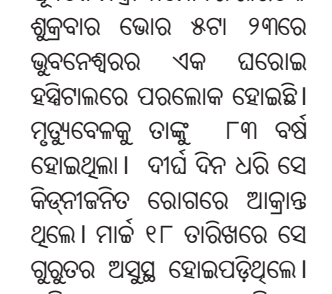 ଶୁକ୍ରବାର ଭୋର ୫ଟା ୨୩ରେ
ଭୁବନେଶ୍ୱରର ଏକ ଘରୋଇ
ହସ୍ପିଟାଲରେ ପରଲୋକ ହୋଇଛି।
ମୃତ୍ୟୁବେଳକୁ ତାଙ୍କୁ ୮୩ ବର୍ଷ
ହୋଇଥିଲା। ଦୀର୍ଘ ଦିନ ଧରି ସେ
କିଡ୍‌ନୀଜନିତ ରୋଗରେ ଆକ୍ରାନ୍ତ
ଥିଲେ। ମାର୍ଚ୍ଚ ୧୮ ତାରିଖରେ ସେ
ଗୁରୁତର ଅସୁସ୍ଥ ହୋଇପଡ଼ିଥିଲେ।